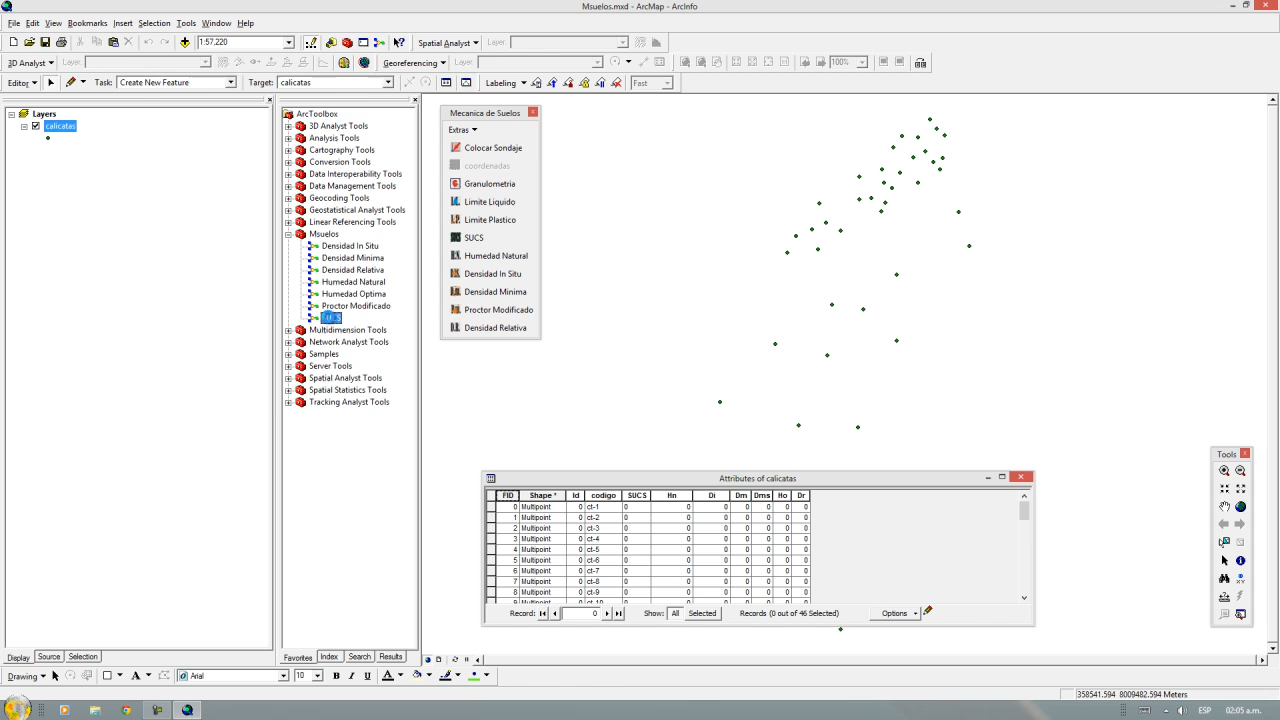 Msuelos.mxd - ArcMap - ArcInfo
File Edit View Bookmarks Insert Selection Tools Window Help
1:57,220
Spatial Analyst Layer:
3D Analyst Layer:
Georeferencing Layer:
100%
Editor Task: Create New Feature Target: calicatas
Labeling Fast
Layers
calicatas
ArcToolbox
3D Analyst Tools
Analysis Tools
Cartography Tools
Conversion Tools
Data Interoperability Tools
Data Management Tools
Geocoding Tools
Geostatistical Analyst Tools
Linear Referencing Tools
Msuelos
Densidad In Situ
Densidad Minima
Densidad Relativa
Humedad Natural
Humedad Optima
Proctor Modificado
SUCS
Multidimension Tools
Network Analyst Tools
Samples
Server Tools
Spatial Analyst Tools
Spatial Statistics Tools
Tracking Analyst Tools
Mecanica de Suelos
Extras
Colocar Sondaje
coordenadas
Granulometria
Limite Liquido
Limite Plastico
SUCS
Humedad Natural
Densidad In Situ
Densidad Minima
Proctor Modificado
Densidad Relativa
Tools
Attributes of calicatas
FID Shape * Id codigo SUCS Hn Di Dm Dms Ho Dr
0 Multipoint 0 ct-1 0 0 0 0 0 0 0
1 Multipoint 0 ct-2 0 0 0 0 0 0 0
2 Multipoint 0 ct-3 0 0 0 0 0 0 0
3 Multipoint 0 ct-4 0 0 0 0 0 0 0
4 Multipoint 0 ct-5 0 0 0 0 0 0 0
5 Multipoint 0 ct-6 0 0 0 0 0 0 0
6 Multipoint 0 ct-7 0 0 0 0 0 0 0
7 Multipoint 0 ct-8 0 0 0 0 0 0 0
8 Multipoint 0 ct-9 0 0 0 0 0 0 0
Multipoint 0 ct-10 0 0 0 0 0 0 0
Record: 0 Show: All Selected Records (0 out of 46 Selected) Options
Display Source Selection
Favorites Index Search Results
Drawing Arial 10 B I U A
358541.594 8009482.594 Meters
ESP 02:05 a.m.